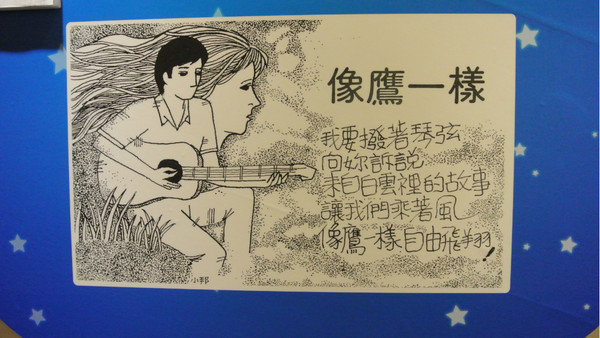 像鷹一樣
我要撥著琴弦
向妳訴說
來自白雲裡的故事
讓我們乘著風
像鷹一樣自由飛翔!
小郭